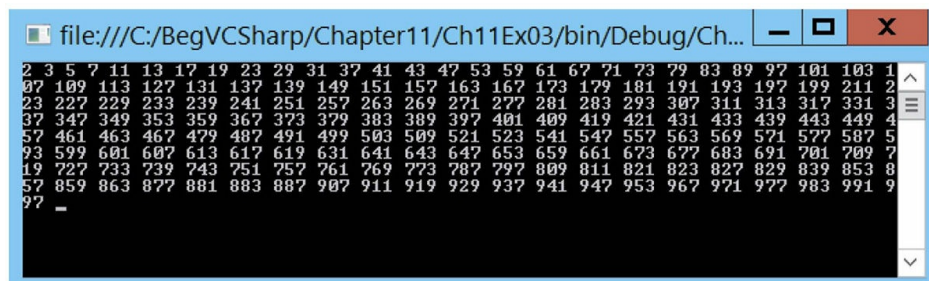 file:///C:/BegVCSharp/Chapter11/Ch11Ex03/bin/Debug/Ch...
2 3 5 7 11 13 17 19 23 29 31 37 41 43 47 53 59 61 67 71 73 79 83 89 97 101 103 1
07 109 113 127 131 137 139 149 151 157 163 167 173 179 181 191 193 197 199 211 2
23 227 229 233 239 241 251 257 263 269 271 277 281 283 293 307 311 313 317 331 3
37 347 349 353 359 367 373 379 383 389 397 401 409 419 421 431 433 439 443 449 4
57 461 463 467 479 487 491 499 503 509 521 523 541 547 557 563 569 571 577 587 5
93 599 601 607 613 617 619 631 641 643 647 653 659 661 673 677 683 691 701 709 7
19 727 733 739 743 751 757 761 769 773 787 797 809 811 821 823 827 829 839 853 8
57 859 863 877 881 883 887 907 911 919 929 937 941 947 953 967 971 977 983 991 9
97 _